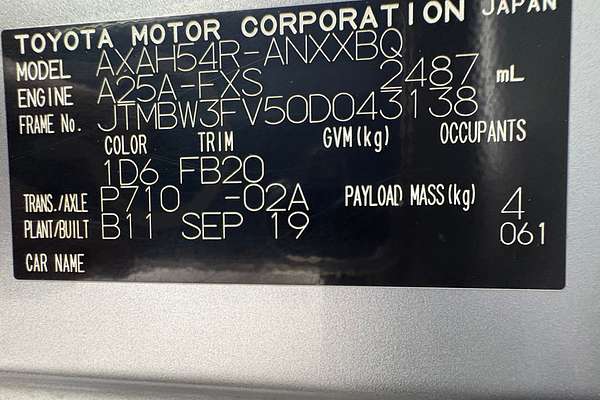 TOYOTA MOTOR CORPORATION JAPAN
MODEL AXAH54R-ANXXBQ
ENGINE A25A-FXS 2487 mL
FRAME No. JTMBW3FV50D043138
COLOR TRIM GVM(kg) OCCUPANTS
1D6 FB20
TRANS./AXLE P710 -02A PAYLOAD MASS(kg) 4
PLANT/BUILT B11 SEP 19 061
CAR NAME